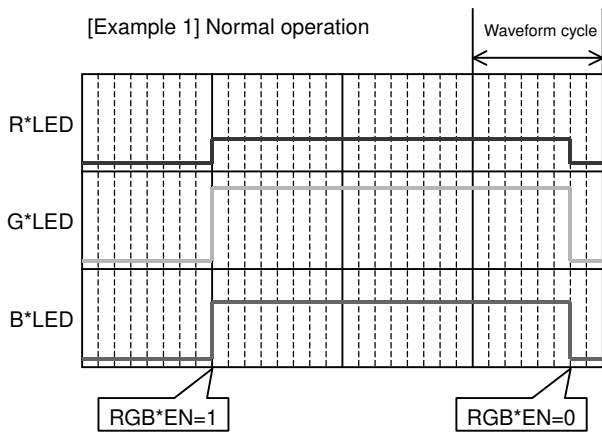 [Example 1] Normal operation
Waveform cycle
R*LED
G*LED
B*LED
RGB*EN=1
RGB*EN=0